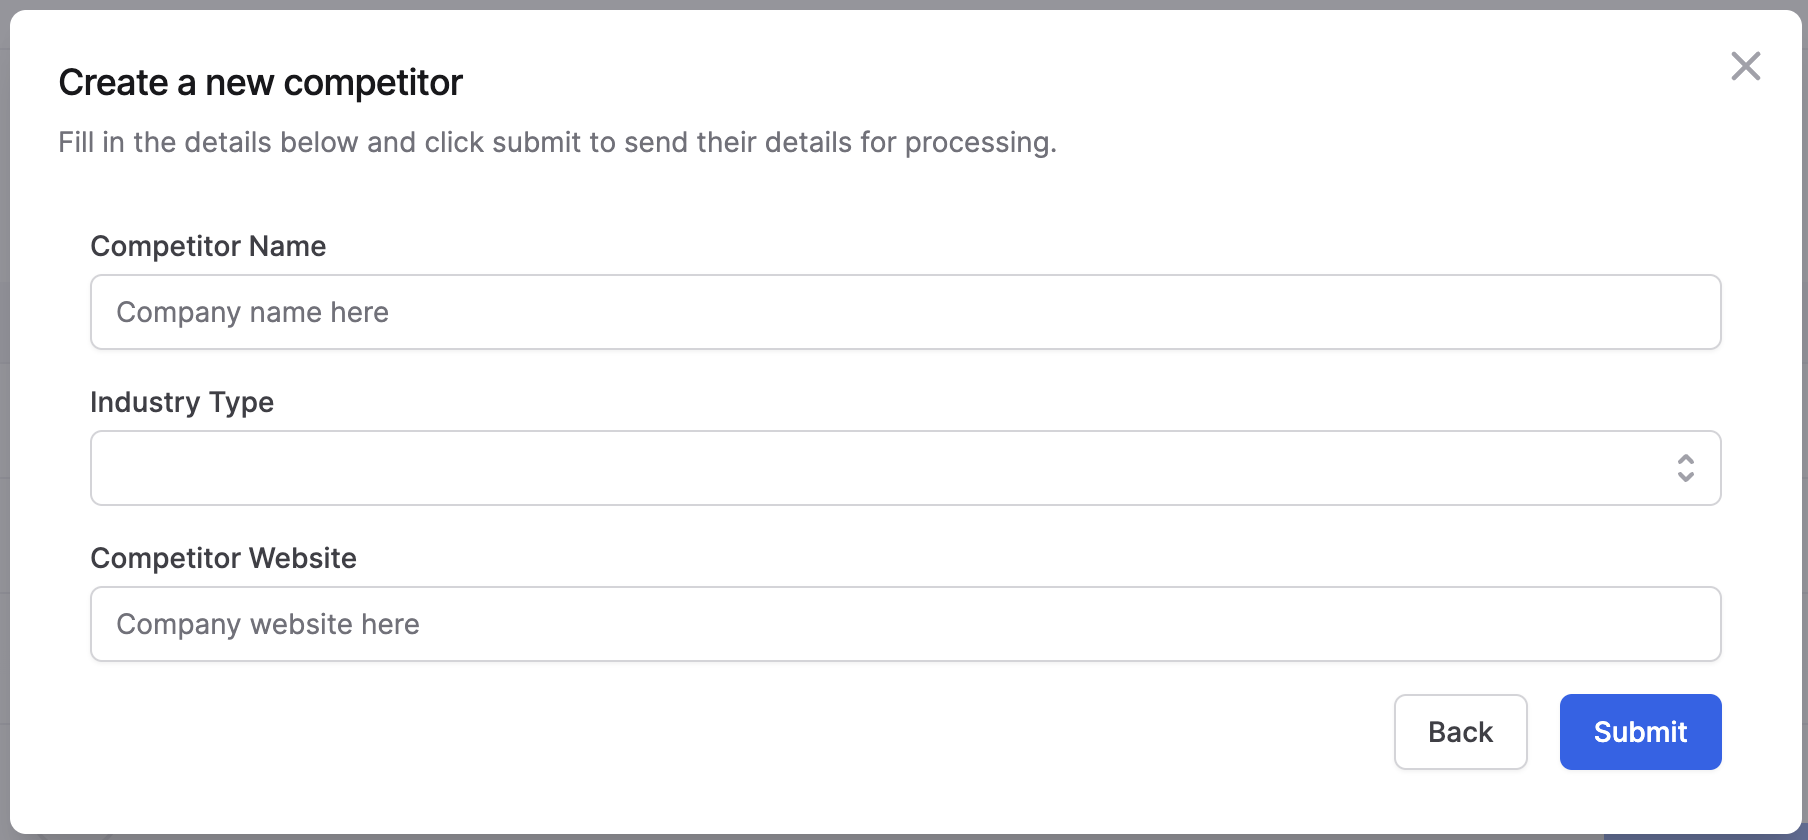 Create a new competitor
Fill in the details below and click submit to send their details for processing.
Competitor Name
Company name here
Industry Type
Competitor Website
Company website here
Back
Submit